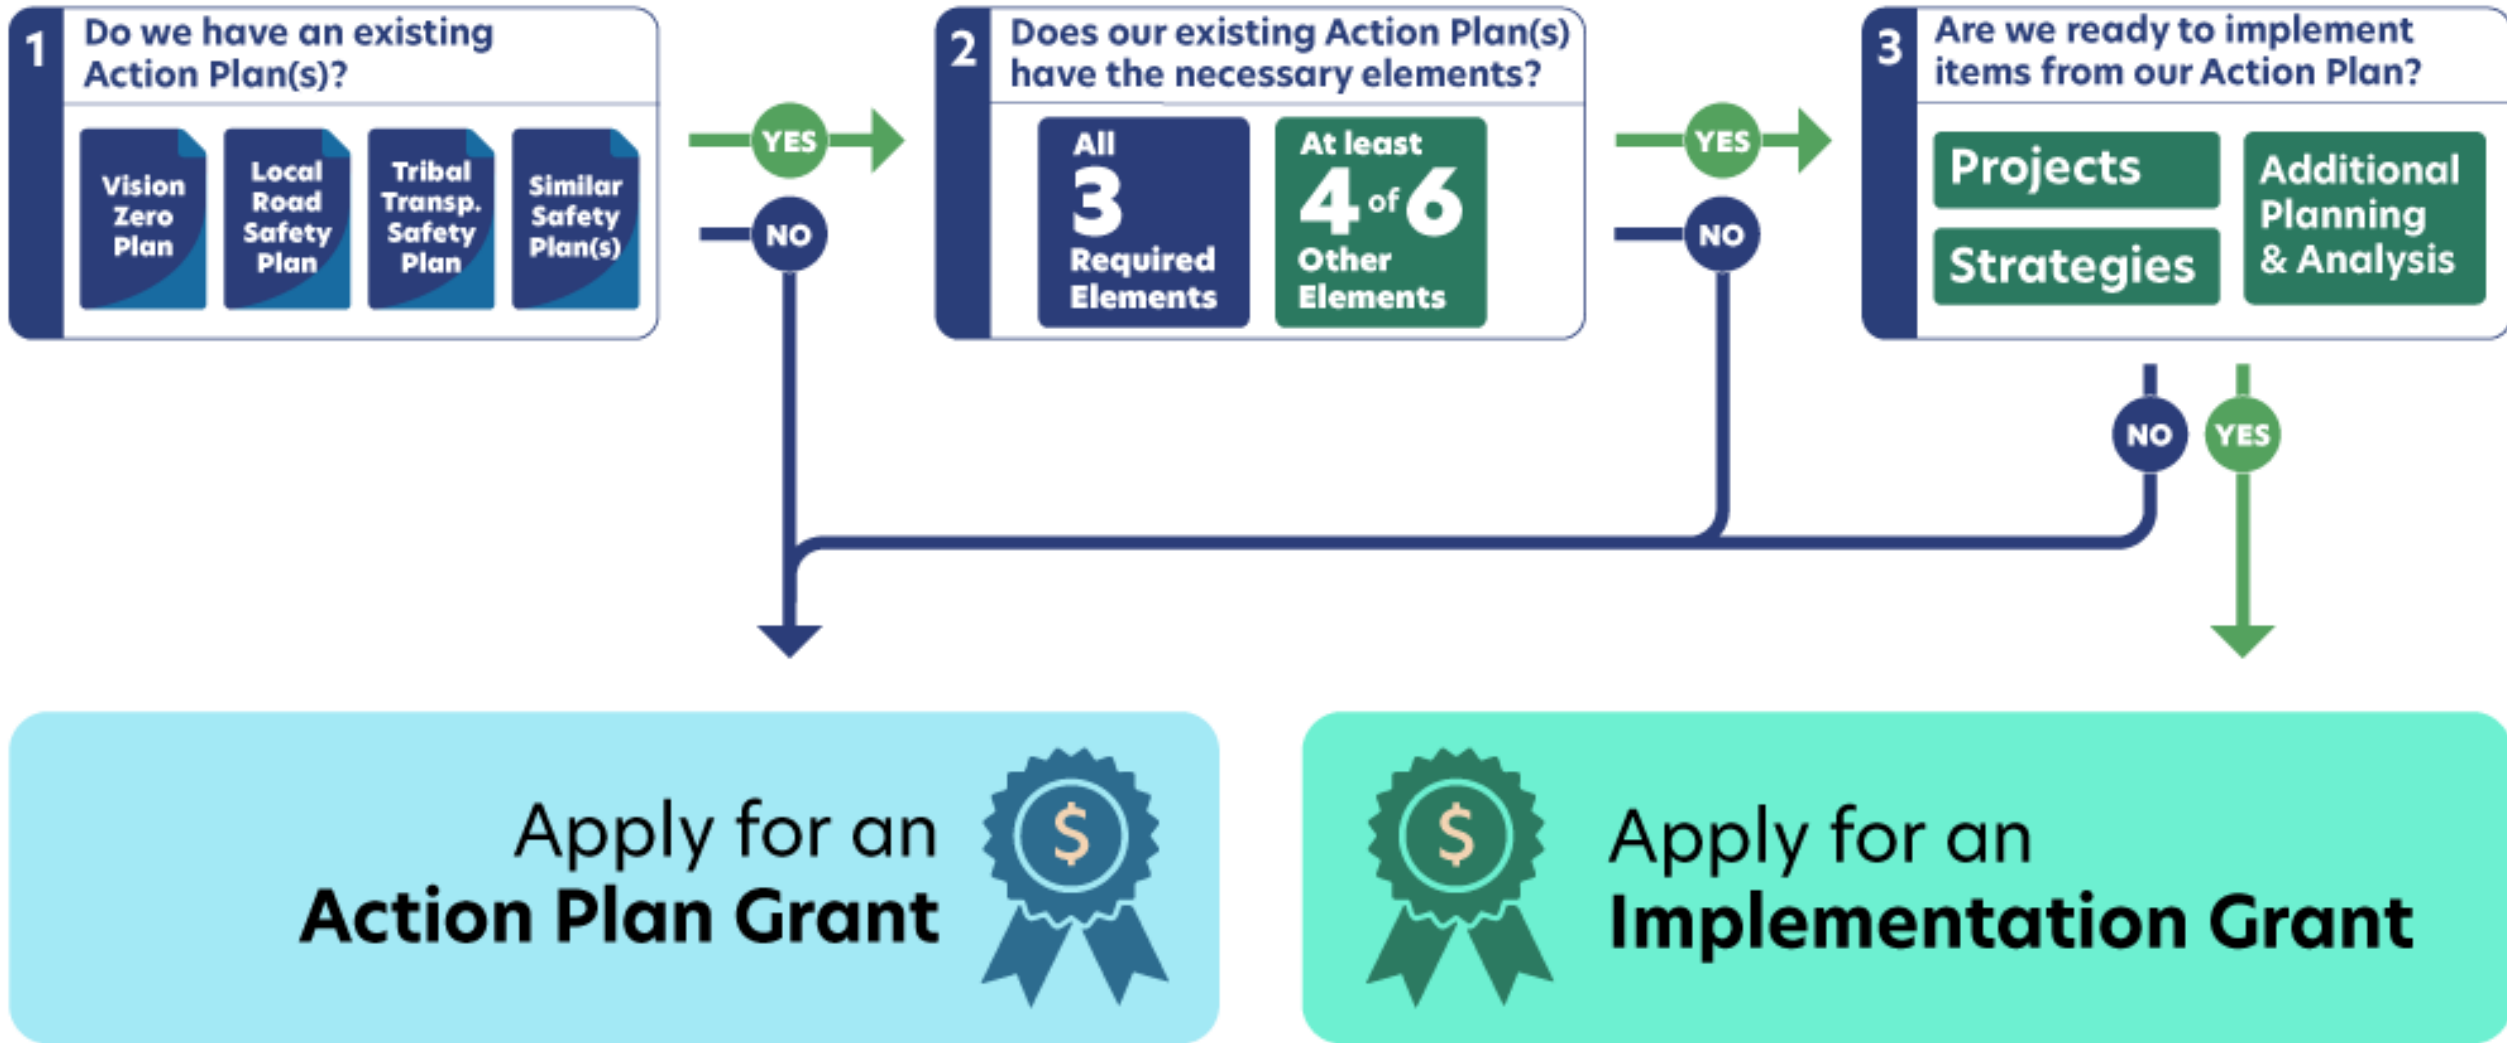 1
Do we have an existing
Action Plan(s)?
Vision
Zero
Plan
Local
Road
Safety
Plan
Tribal
Transp.
Safety
Plan
Similar
Safety
Plan(s)
YES
NO
2
Does our existing Action Plan(s)
have the necessary elements?
All
3
Required
Elements
At least
4 of 6
Other
Elements
YES
NO
3
Are we ready to implement
items from our Action Plan?
Projects
Strategies
Additional
Planning
& Analysis
NO
YES
$
Apply for an
Action Plan Grant
$
Apply for an
Implementation Grant